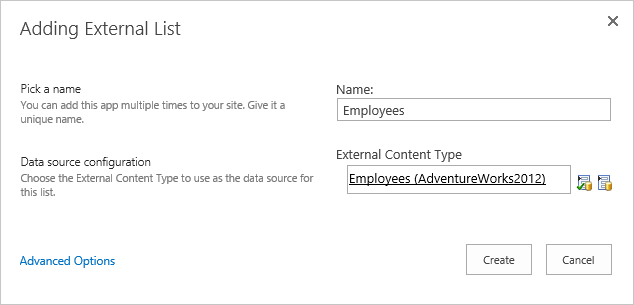 Adding External List
Pick a name
You can add this app multiple times to your site. Give it a
unique name.
Name:
Employees
Data source configuration
Choose the External Content Type to use as the data source for
this list.
External Content Type
Employees (AdventureWorks2012)
Advanced Options
Create
Cancel